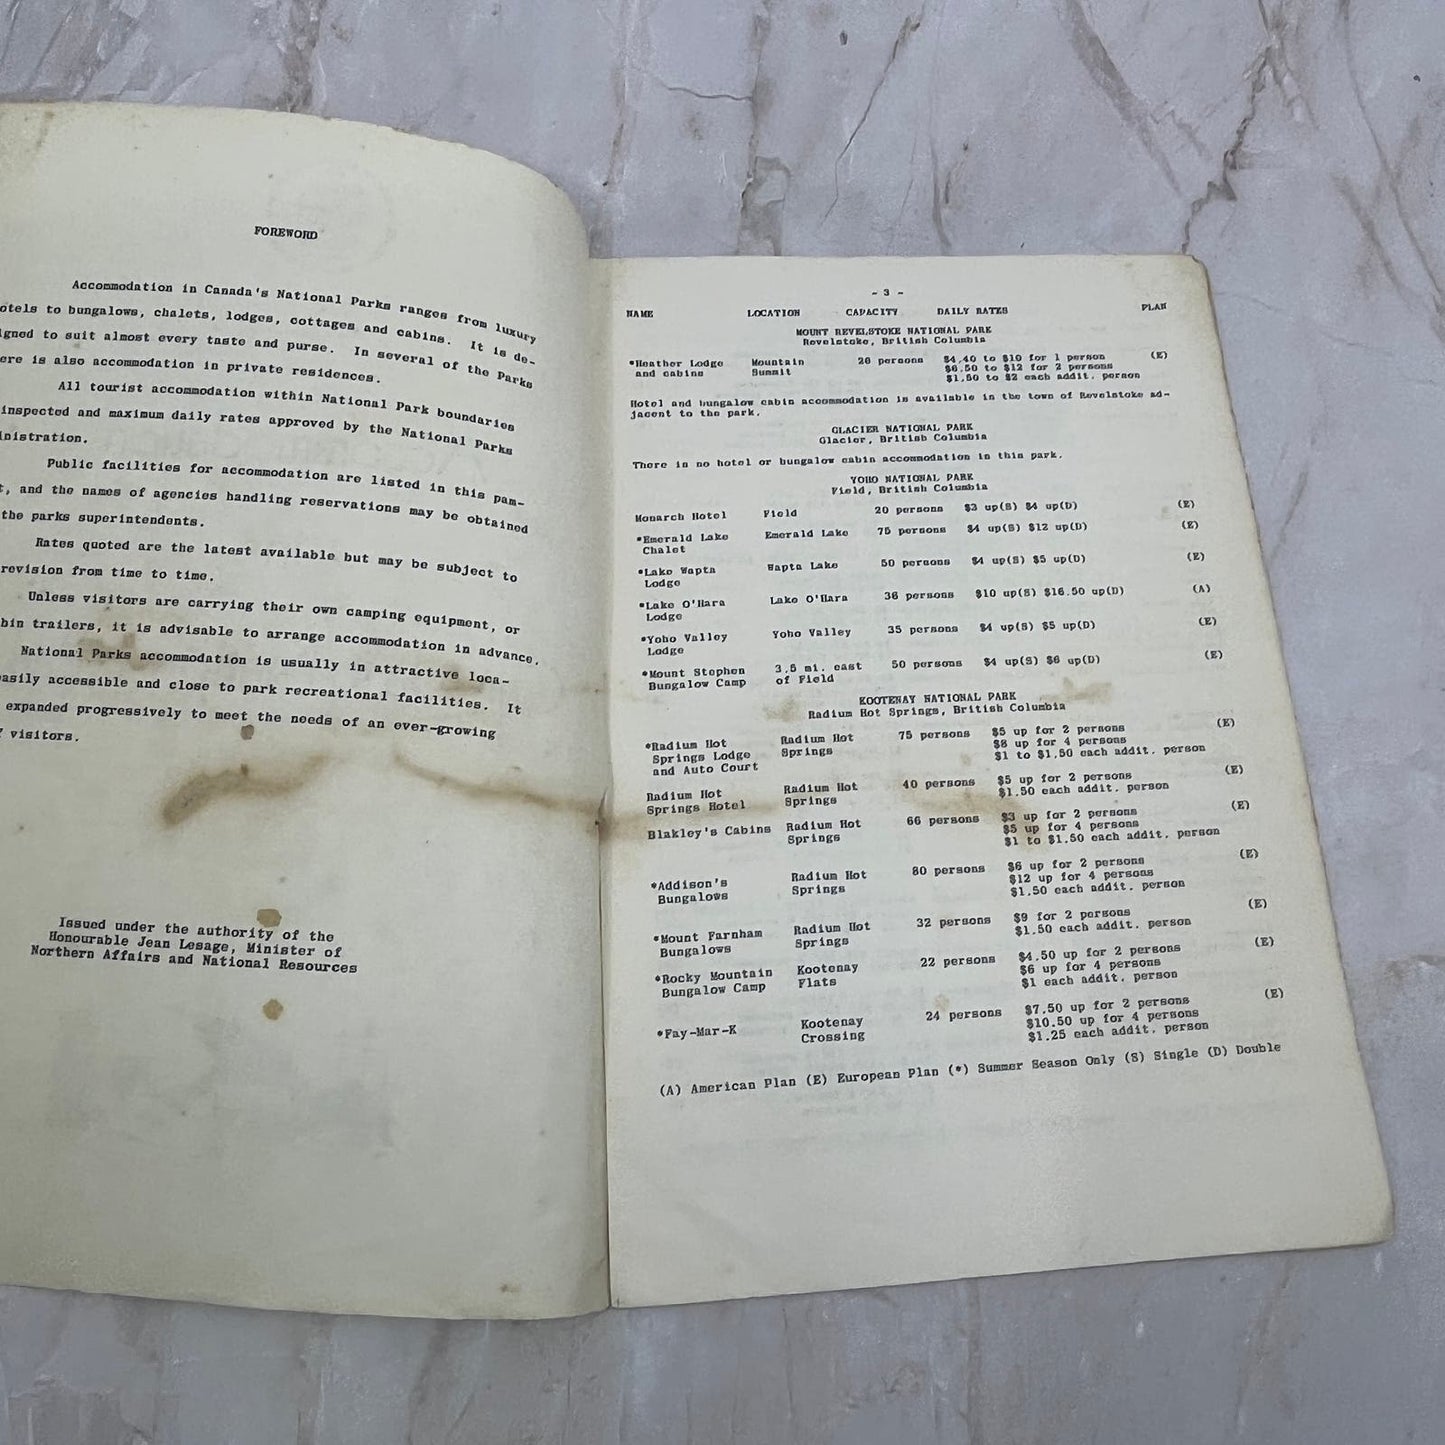 FOREWORD
Accommodation in Canada's National Parks ranges from luxury
otels to bungalows, chalets, lodges, cottages and cabins. It is de-
igned to suit almost every taste and purse. In several of the Parks
ere is also accommodation in private residences.
All tourist accommodation within National Park boundaries
inspected and maximum daily rates approved by the National Parks
inistration.
Public facilities for accommodation are listed in this pam-
t, and the names of agencies handling reservations may be obtained
the parks superintendents.
Rates quoted are the latest available but may be subject to
revision from time to time.
Unless visitors are carrying their own camping equipment, or
bin trailers, it is advisable to arrange accommodation in advance.
National Parks accommodation is usually in attractive loca-
easily accessible and close to park recreational facilities. It
expanded progressively to meet the needs of an ever-growing
visitors.
Issued under the authority of the
Honourable Jean Lesage, Minister of
Northern Affairs and National Resources
- 3 -
NAME LOCATION CAPACITY DAILY RATES PLAN
MOUNT REVELSTOKE NATIONAL PARK
Revelstoke, British Columbia
*Heather Lodge Mountain 26 persons $4.40 to $10 for 1 person (E)
and cabins Summit $6.50 to $12 for 2 persons
$1.50 to $2 each addit. person
Hotel and bungalow cabin accommodation is available in the town of Revelstoke ad-
jacent to the park.
GLACIER NATIONAL PARK
Glacier, British Columbia
There is no hotel or bungalow cabin accommodation in this park.
YOHO NATIONAL PARK
Field, British Columbia
Monarch Hotel Field 20 persons $3 up(S) $4 up(D) (E)
*Emerald Lake Emerald Lake 75 persons $4 up(S) $12 up(D) (E)
Chalet
*Lake Wapta Wapta Lake 50 persons $4 up(S) $5 up(D) (E)
Lodge
*Lake O'Hara Lake O'Hara 36 persons $10 up(S) $16.50 up(D) (A)
Lodge
*Yoho Valley Yoho Valley 35 persons $4 up(S) $5 up(D) (E)
Lodge
*Mount Stephen 3.5 mi. east 50 persons $4 up(S) $6 up(D) (E)
Bungalow Camp of Field
KOOTENAY NATIONAL PARK
Radium Hot Springs, British Columbia
*Radium Hot Radium Hot 75 persons $5 up for 2 persons (E)
Springs Lodge Springs $8 up for 4 persons
and Auto Court $1 to $1.50 each addit. person
Radium Hot Radium Hot 40 persons $5 up for 2 persons (E)
Springs Hotel Springs $1.50 each addit. person
Blakley's Cabins Radium Hot 66 persons $3 up for 2 persons (E)
Springs $5 up for 4 persons
$1 to $1.50 each addit. person
*Addison's Radium Hot 80 persons $6 up for 2 persons (E)
Bungalows Springs $12 up for 4 persons
$1.50 each addit. person
*Mount Farnham Radium Hot 32 persons $9 for 2 persons (E)
Bungalows Springs $1.50 each addit. person
*Rocky Mountain Kootenay 22 persons $4.50 up for 2 persons (E)
Bungalow Camp Flats $6 up for 4 persons
$1 each addit. person
*Fay-Mar-K Kootenay 24 persons $7.50 up for 2 persons (E)
Crossing $10.50 up for 4 persons
$1.25 each addit. person
(A) American Plan (E) European Plan (*) Summer Season Only (S) Single (D) Double